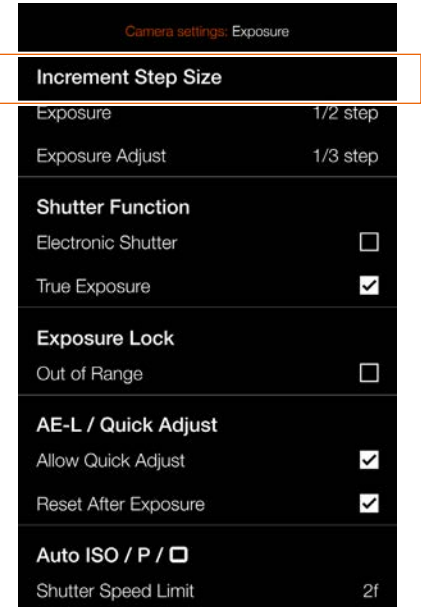 Camera settings: Exposure
Increment Step Size
Exposure 1/2 step
Exposure Adjust 1/3 step
Shutter Function
Electronic Shutter
True Exposure
Exposure Lock
Out of Range
AE-L / Quick Adjust
Allow Quick Adjust
Reset After Exposure
Auto ISO / P /
Shutter Speed Limit 2f